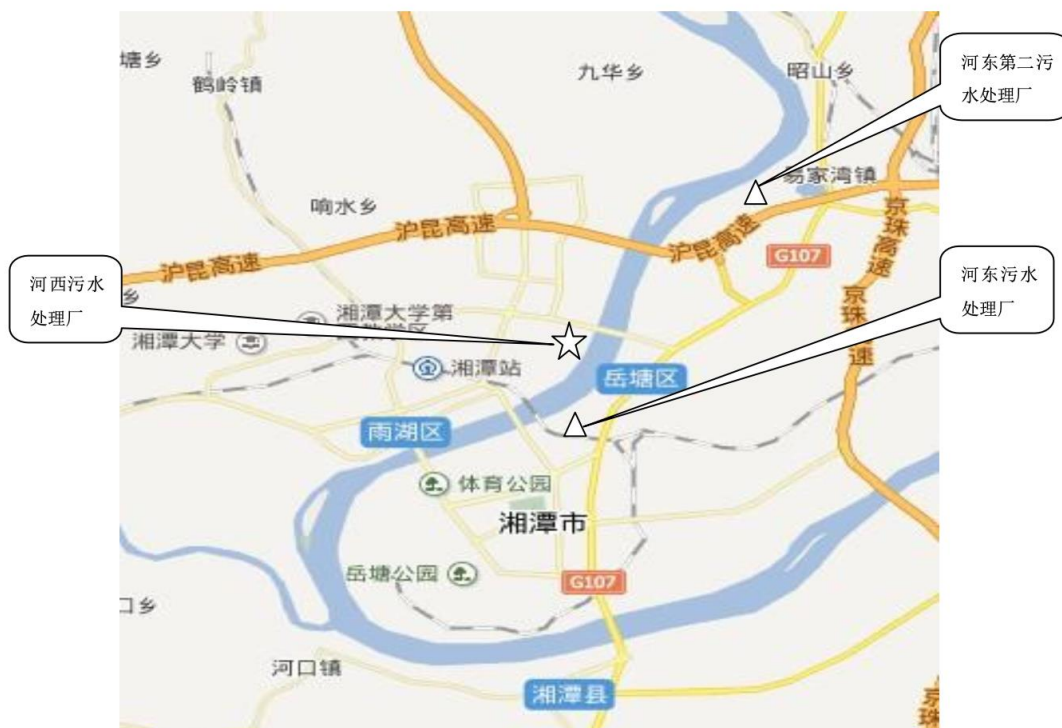 塘乡
鹤岭镇
九华乡
昭山乡
河东第二污
水处理厂
易家湾镇
响水乡
沪昆高速
沪昆高速
沪昆高速
京珠高速
G107
河西污水
处理厂
河东污水
处理厂
乡
湘潭大学第
教学区
湘潭大学
京珠高速
湘潭站
岳塘区
雨湖区
体育公园
湘潭市
岳塘公园
G107
口乡
河口镇
湘潭县
京